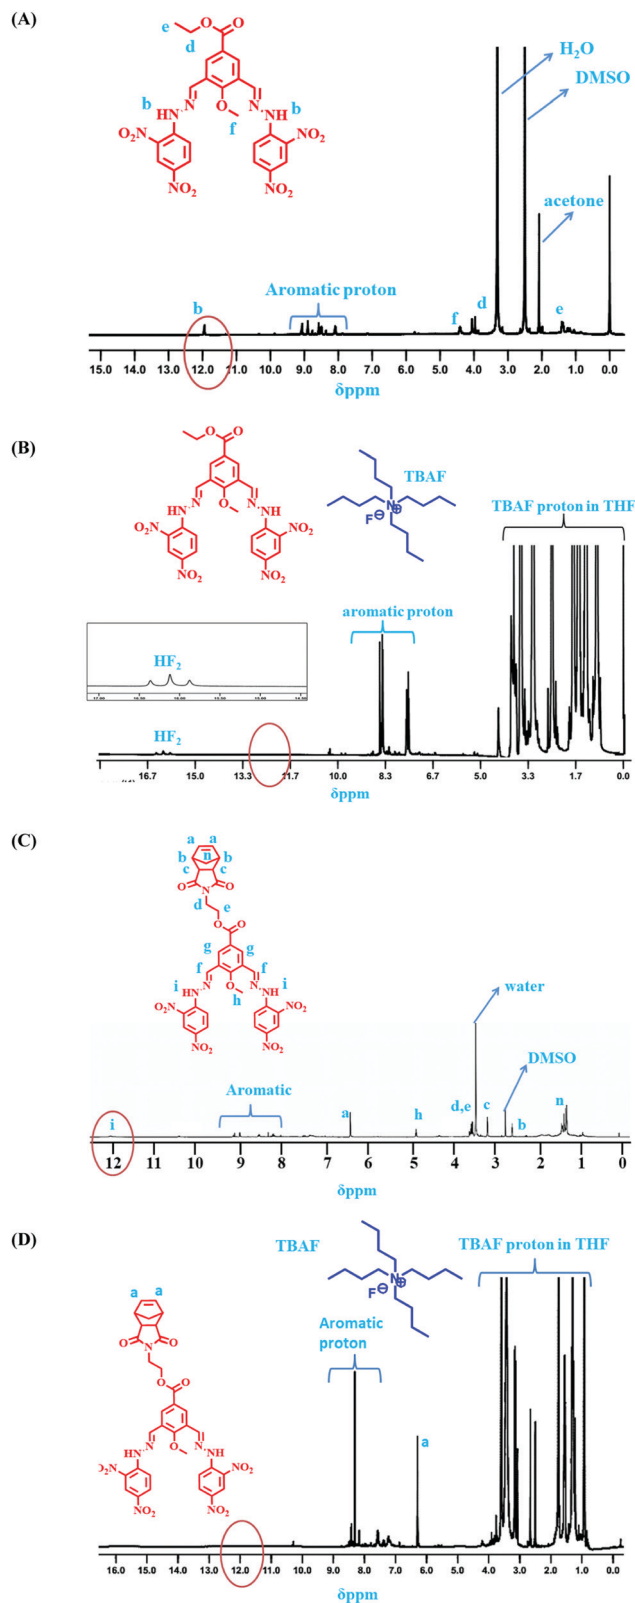 (A)
e
d
O
O
b
N
HN
O
f
N
NH
b
O₂N
NO₂
NO₂
NO₂
H₂O
DMSO
acetone
b
Aromatic proton
f
d
e
15.0 14.0 13.0 12.0 11.0 10.0 9.0 8.0 7.0 6.0 5.0 4.0 3.0 2.0 1.0 0.0
δppm
(B)
O
O
HN
N
O
N
NH
O₂N
NO₂
NO₂
NO₂
TBAF
N⊕
F⊖
TBAF proton in THF
aromatic proton
HF₂
HF₂
16.7 15.0 13.3 11.7 10.0 8.3 6.7 5.0 3.3 1.7 0.0
δppm
(C)
a a
b n b
c c
O N O
d e
O
O
g g
f f
i N O N i
HN h NH
O₂N NO₂
NO₂ NO₂
water
DMSO
i
Aromatic
a
h
d,e
c
b
n
12 11 10 9 8 7 6 5 4 3 2 1 0
δppm
(D)
TBAF
N⊕
F⊖
TBAF proton in THF
a a
O N O
O
O
N O N
HN NH
O₂N NO₂
NO₂ NO₂
Aromatic
proton
a
16.0 15.0 14.0 13.0 12.0 11.0 10.0 9.0 8.0 7.0 6.0 5.0 4.0 3.0 2.0 1.0 0.0
δppm